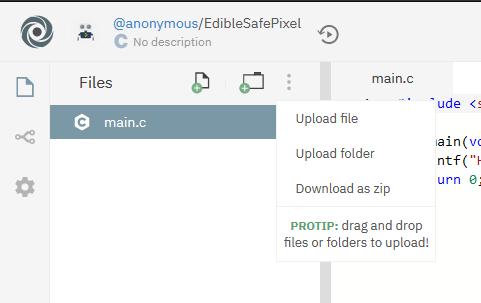 @anonymous/EdibleSafePixel
C No description
Files
main.c
main.c
Upload file
Upload folder
Download as zip
PROTIP: drag and drop
files or folders to upload!
include <s
ain(vo
ntf("H
urn 0;